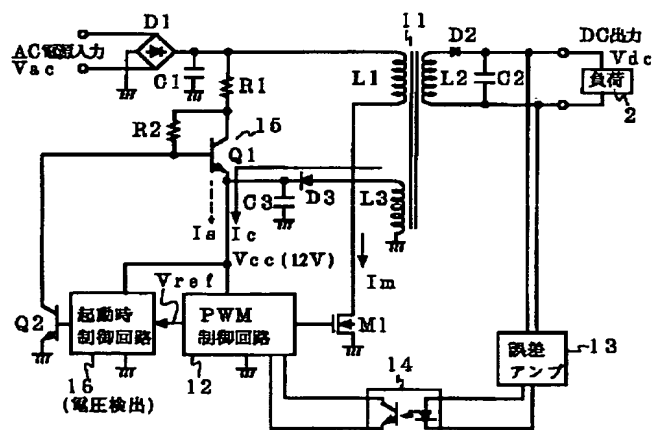 D1
11
D2
DC出力
AC電源入力
Vac
Vdc
C1
R1
L1
L2
C2
負荷
2
R2
15
Q1
C3
D3
L3
Is
Ic
Vcc(12V)
Im
Vref
Q2
起動時
制御回路
PWM
制御回路
M1
16
(電圧検出)
12
14
誤差
アンプ
13